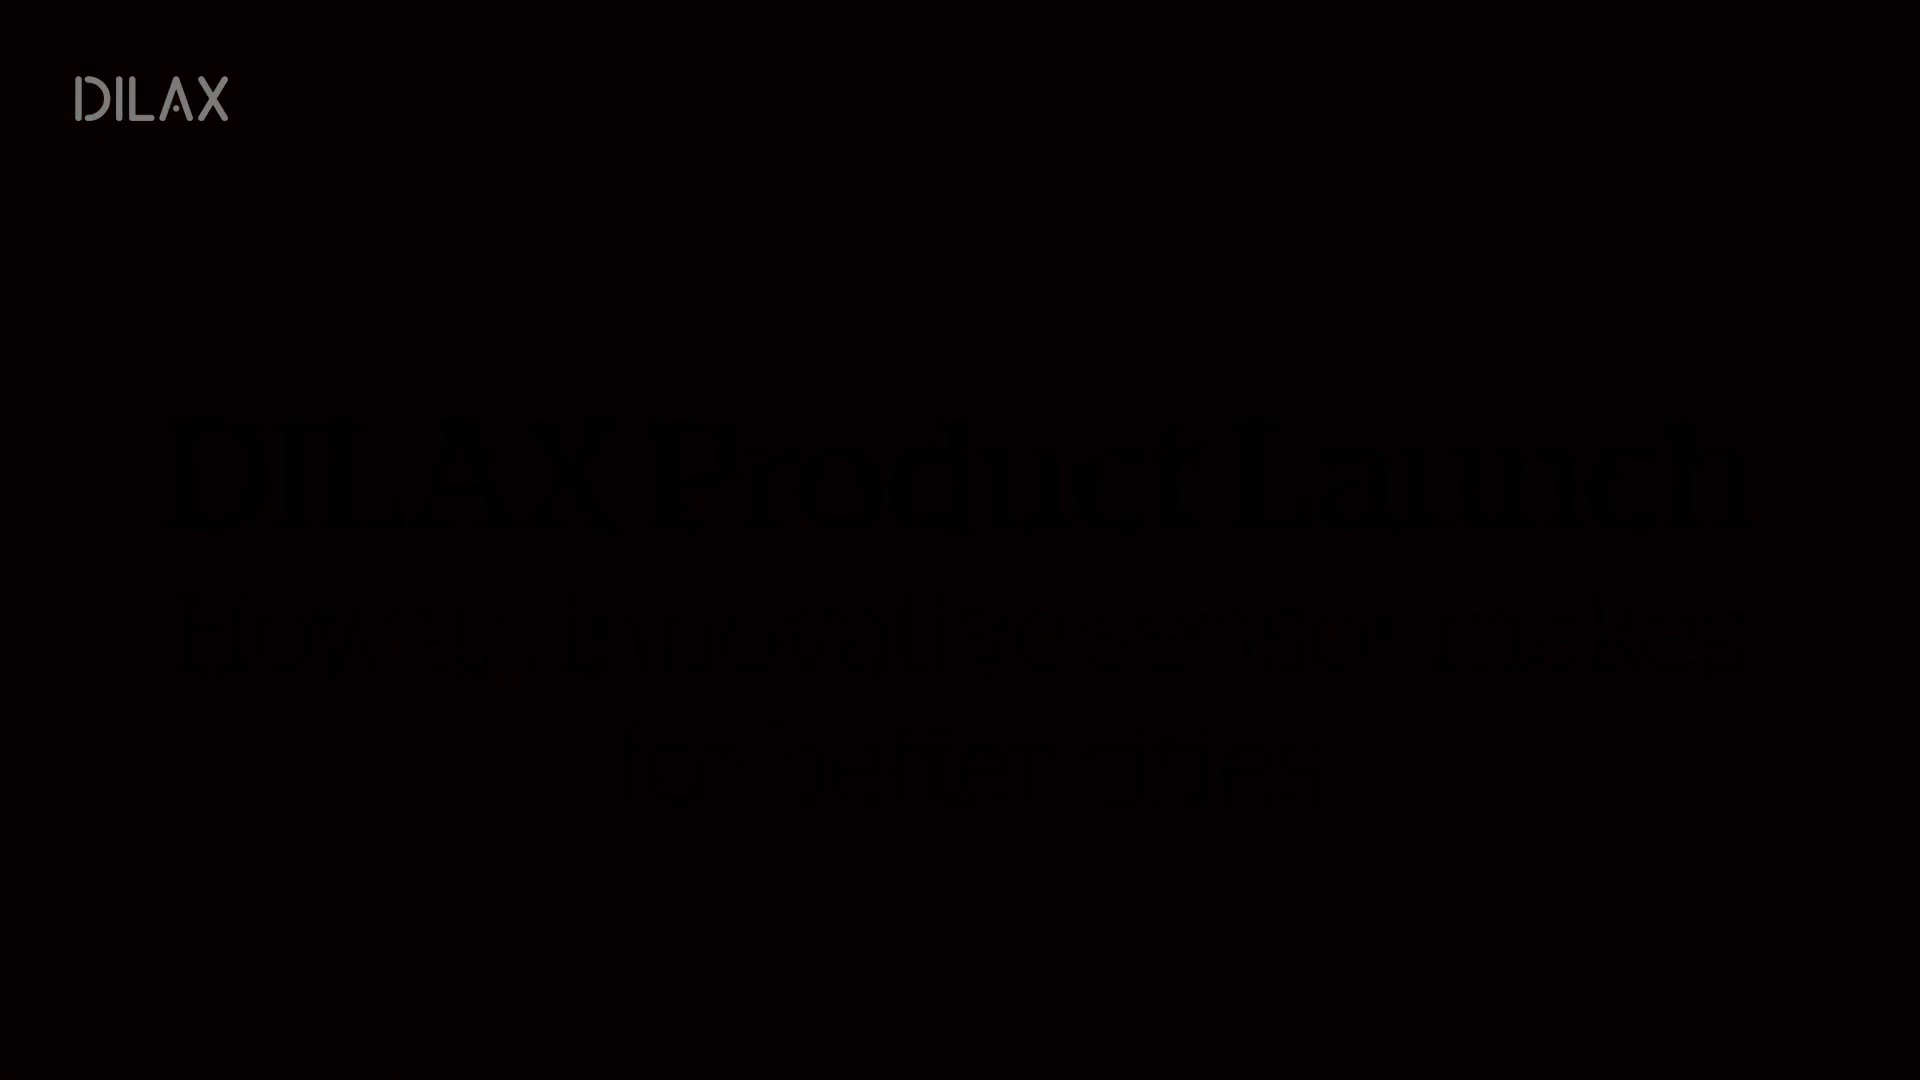 DILAX
DILAX Product Launch
How an innovative sensor makes
for better cities